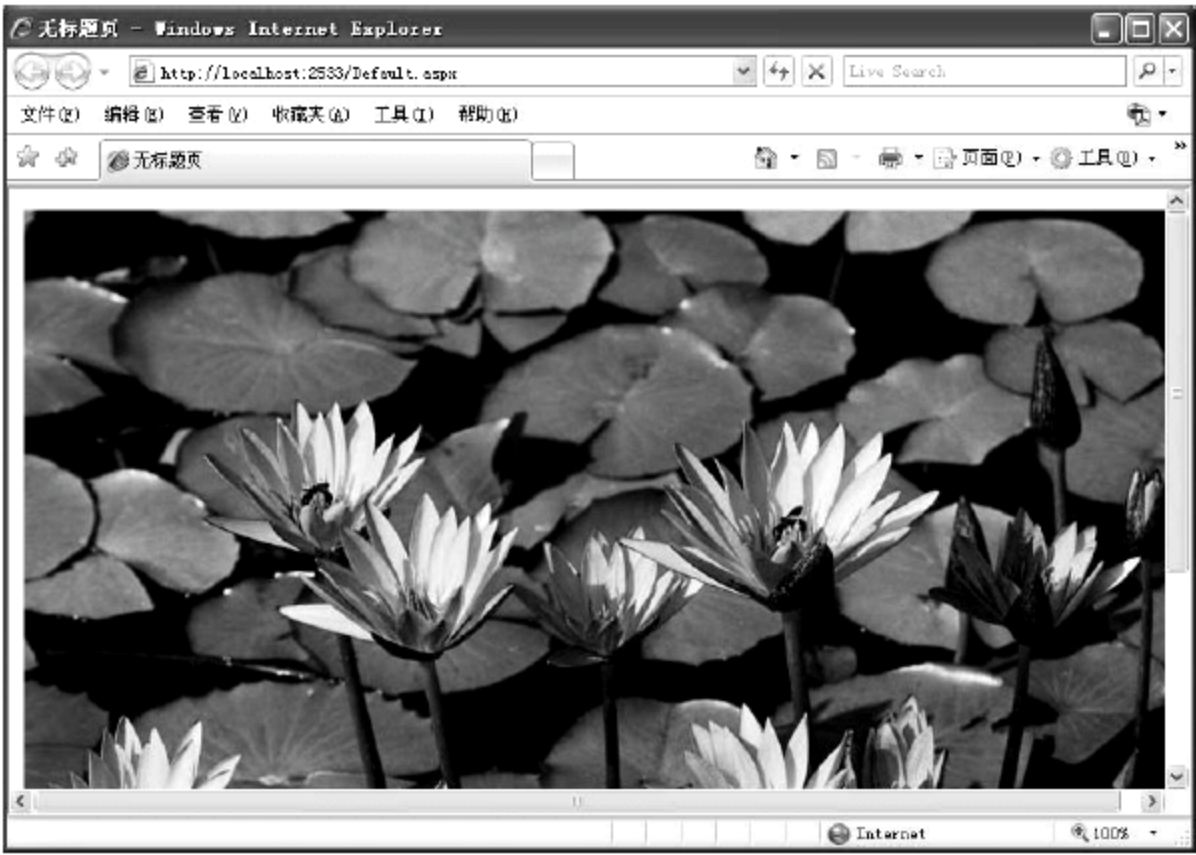 无标题页 - Windows Internet Explorer
http://localhost:2533/Default.aspx Live Search
文件(F) 编辑(E) 查看(V) 收藏夹(A) 工具(T) 帮助(H)
无标题页 页面(P) 工具(O)
Internet 100%